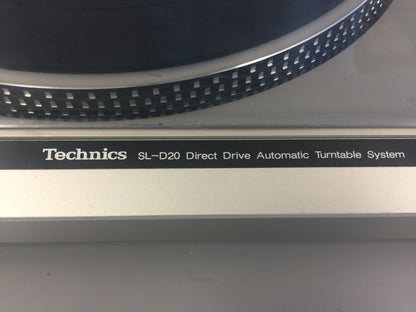 Technics SL-D20 Direct Drive Automatic Turntable System